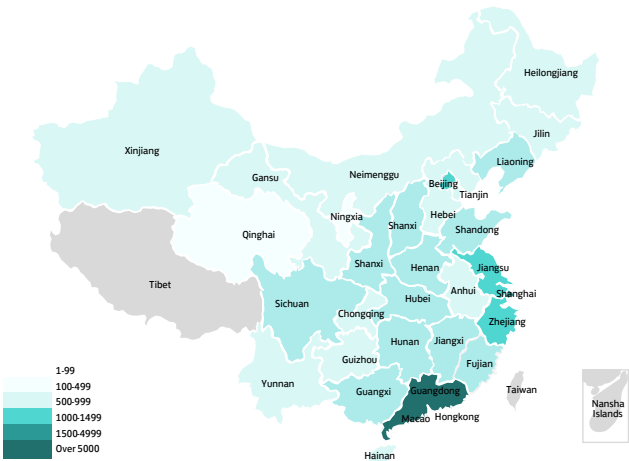 Heilongjiang
Jilin
Xinjiang
Liaoning
Gansu
Neimenggu
Beijing
Tianjin
Ningxia
Hebei
Shanxi
Shandong
Qinghai
Shanxi
Henan
Jiangsu
Tibet
Anhui
Shanghai
Sichuan
Hubei
Chongqing
Zhejiang
Hunan
Jiangxi
Guizhou
Fujian
1-99
100-499
500-999
1000-1499
1500-4999
Over 5000
Yunnan
Guangxi
Guangdong
Taiwan
Macao
Hongkong
Nansha
Islands
Hainan